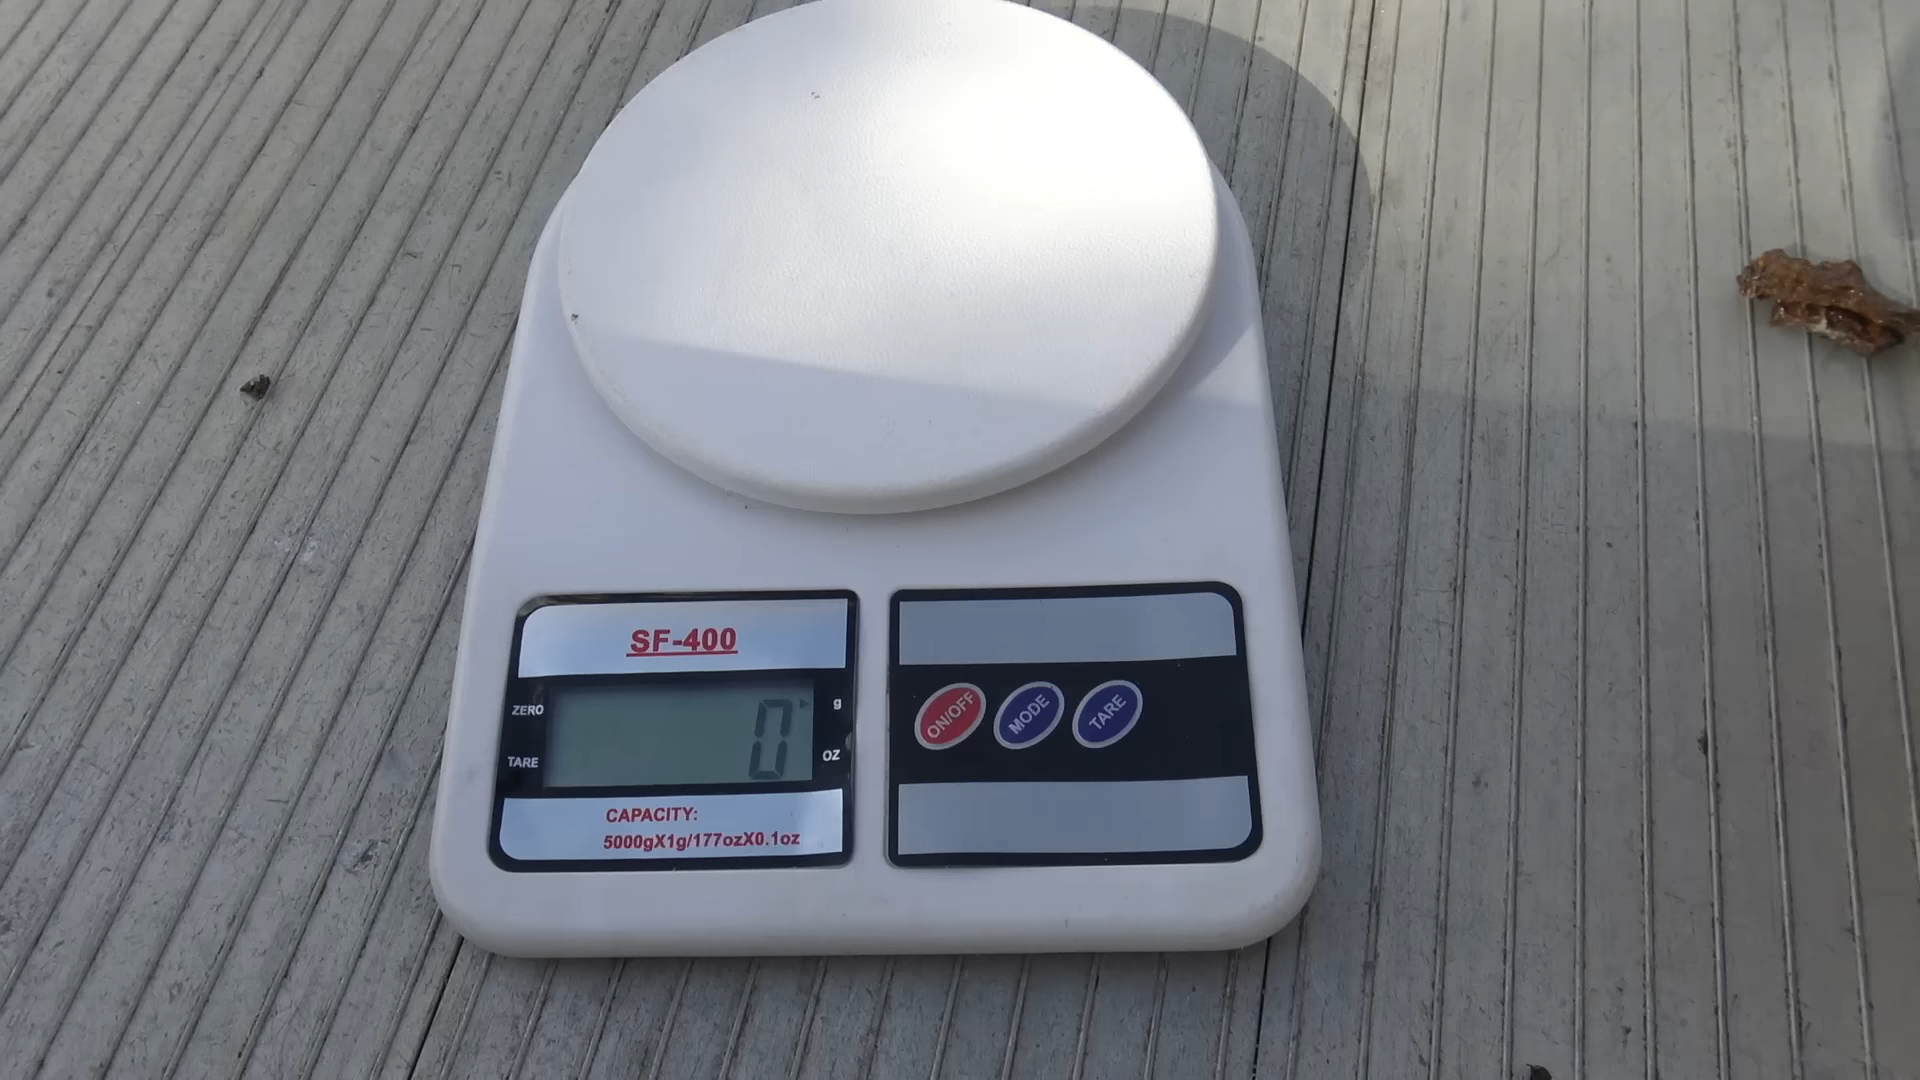 SF-400
ZERO
g
0
TARE
OZ
CAPACITY:
5000gX1g/177ozX0.1oz
ON/OFF
MODE
TARE